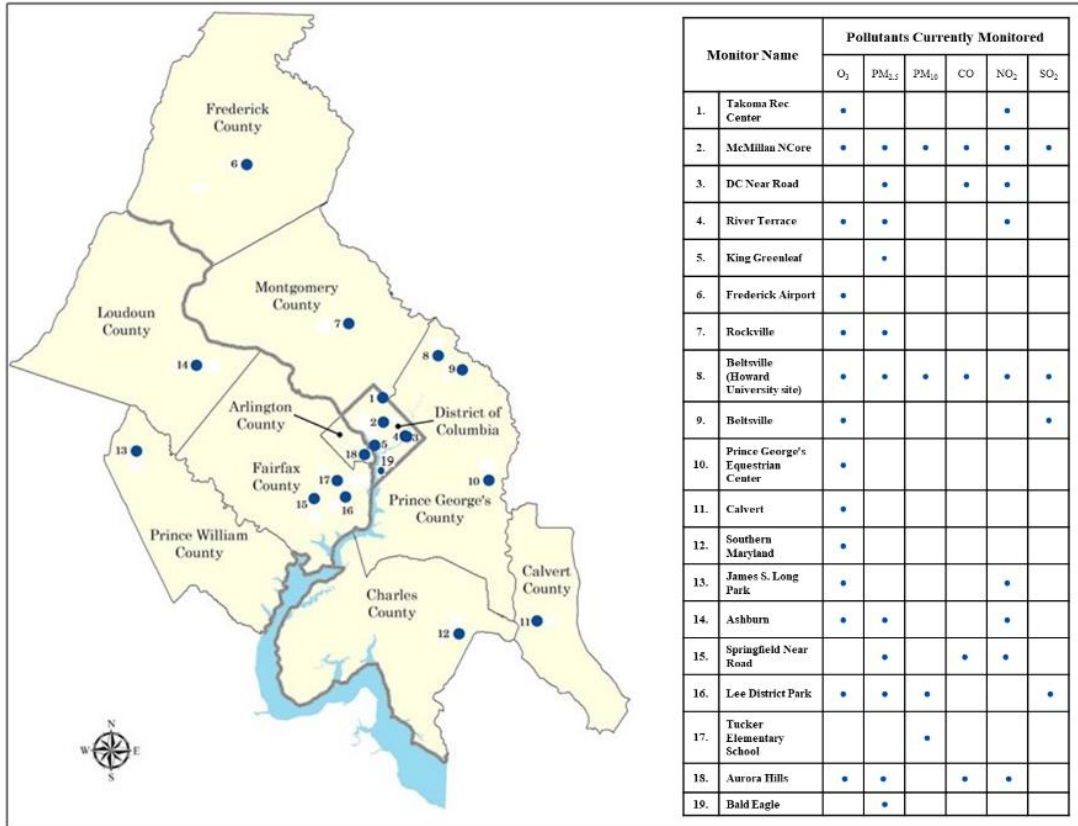 Frederick
County
6
Montgomery
County
7
Loudoun
County
14
8
9
1
Arlington
County
2
District of
Columbia
4
3
5
18
19
13
Fairfax
County
17
15
16
10
Prince George's
County
Prince William
County
Calvert
County
11
Charles
County
12
N
W
E
S
Monitor Name
Pollutants Currently Monitored
O3 PM2.5 PM10 CO NO2 SO2
1. Takoma Rec
Center • •
2. McMillan NCore • • • • • •
3. DC Near Road • • •
4. River Terrace • • •
5. King Greenleaf •
6. Frederick Airport •
7. Rockville • •
8. Beltsville
(Howard
University site) • • • • • •
9. Beltsville • •
10. Prince George's
Equestrian
Center •
11. Calvert •
12. Southern
Maryland •
13. James S. Long
Park • •
14. Ashburn • • •
15. Springfield Near
Road • • •
16. Lee District Park • • • •
17. Tucker
Elementary
School •
18. Aurora Hills • • • •
19. Bald Eagle •